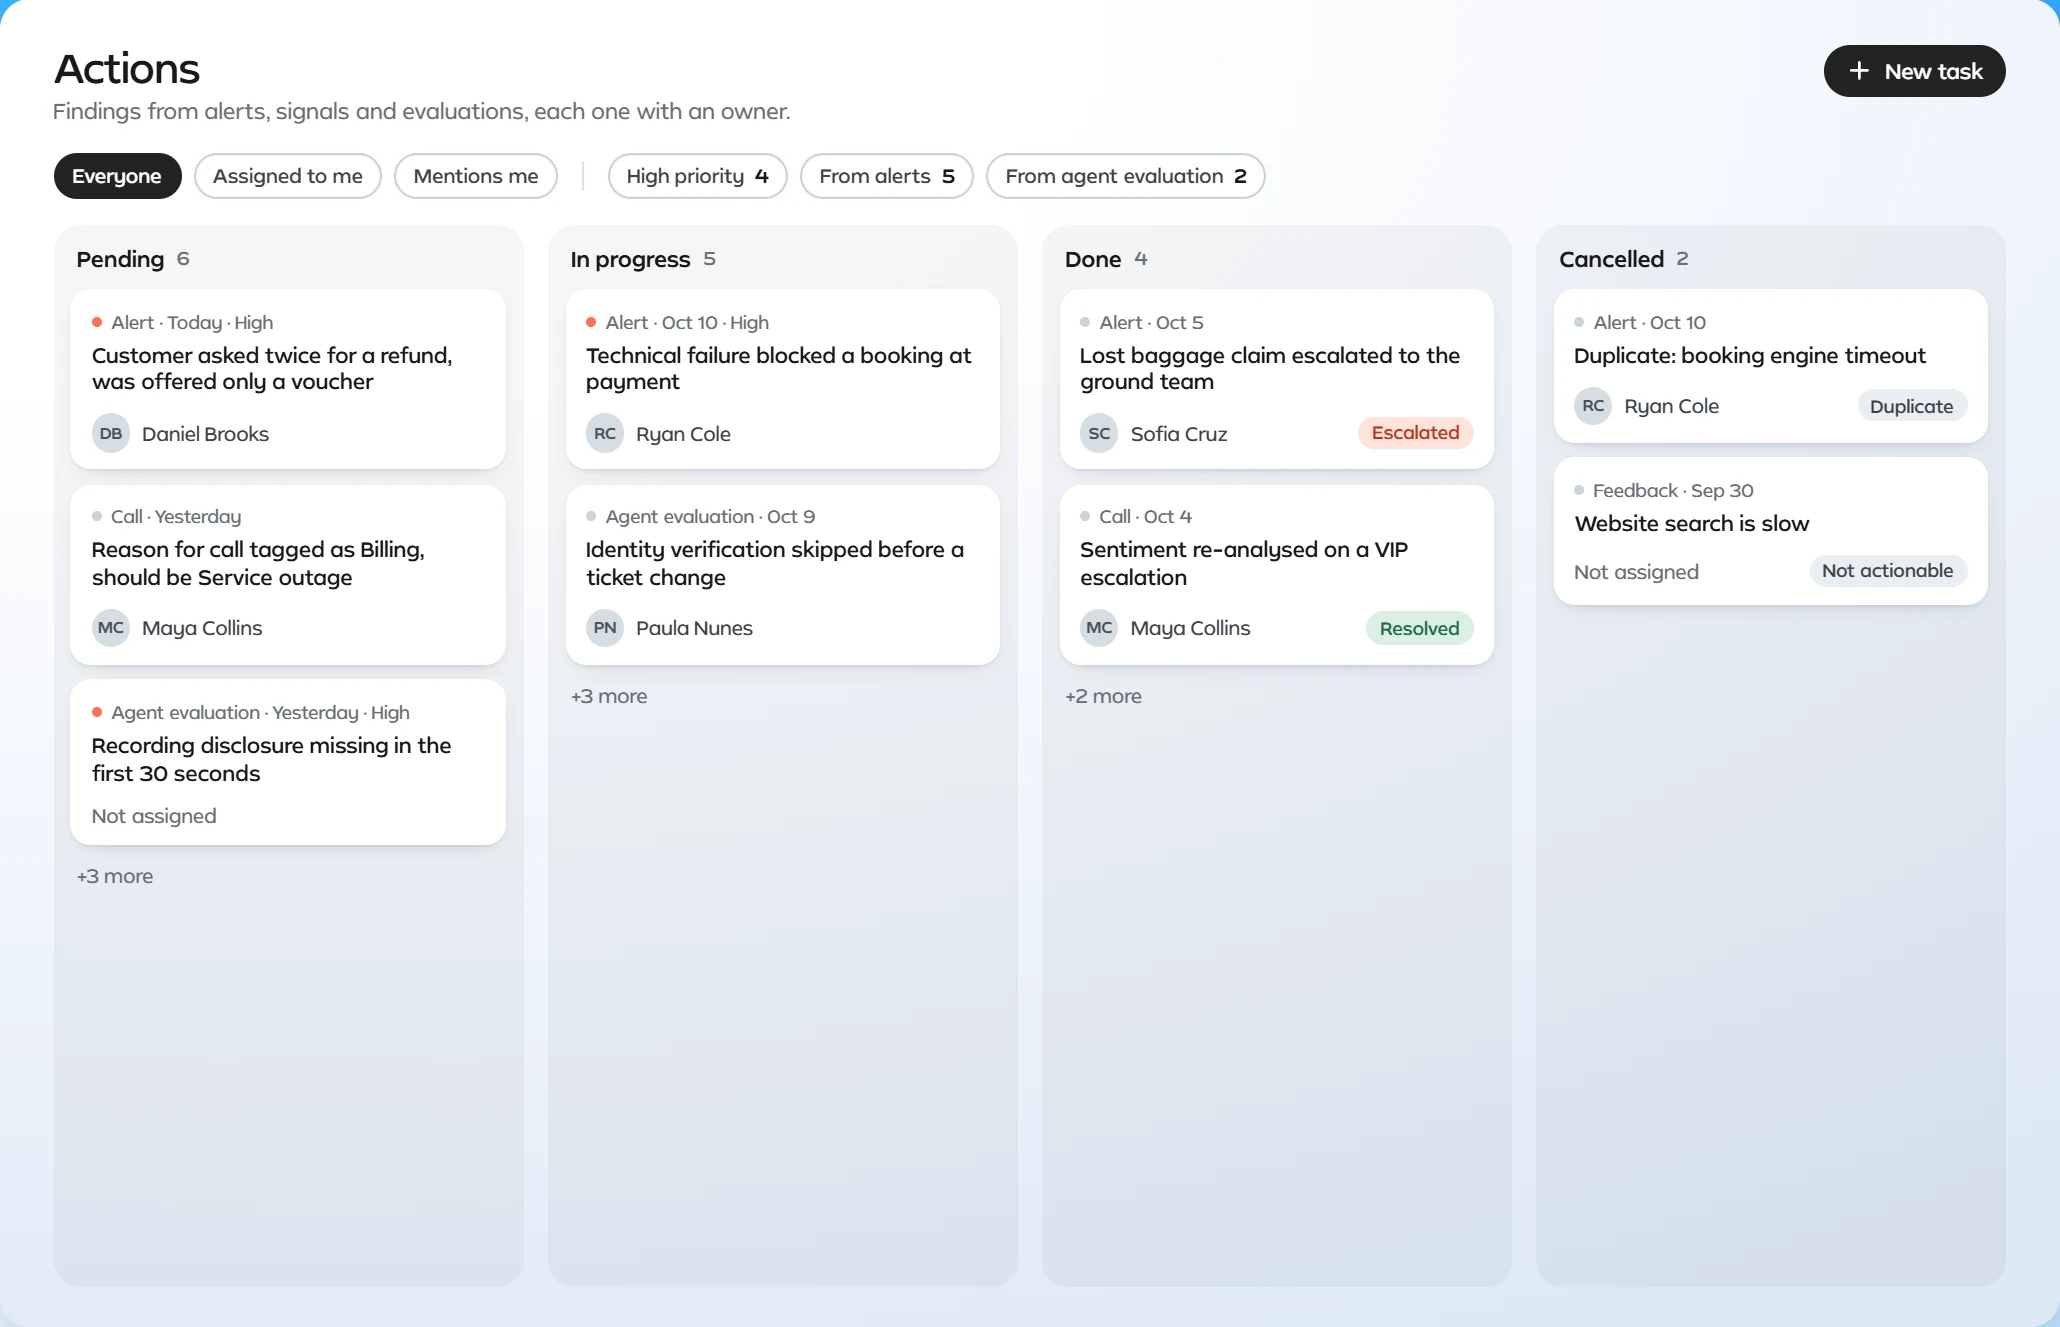 Actions
+ New task
Findings from alerts, signals and evaluations, each one with an owner.
Everyone
Assigned to me
Mentions me
High priority 4
From alerts 5
From agent evaluation 2
Pending 6
Alert · Today · High
Customer asked twice for a refund,
was offered only a voucher
DB Daniel Brooks
Call · Yesterday
Reason for call tagged as Billing,
should be Service outage
MC Maya Collins
Agent evaluation · Yesterday · High
Recording disclosure missing in the
first 30 seconds
Not assigned
+3 more
In progress 5
Alert · Oct 10 · High
Technical failure blocked a booking at
payment
RC Ryan Cole
Agent evaluation · Oct 9
Identity verification skipped before a
ticket change
PN Paula Nunes
+3 more
Done 4
Alert · Oct 5
Lost baggage claim escalated to the
ground team
SC Sofia Cruz Escalated
Call · Oct 4
Sentiment re-analysed on a VIP
escalation
MC Maya Collins Resolved
+2 more
Cancelled 2
Alert · Oct 10
Duplicate: booking engine timeout
RC Ryan Cole Duplicate
Feedback · Sep 30
Website search is slow
Not assigned Not actionable